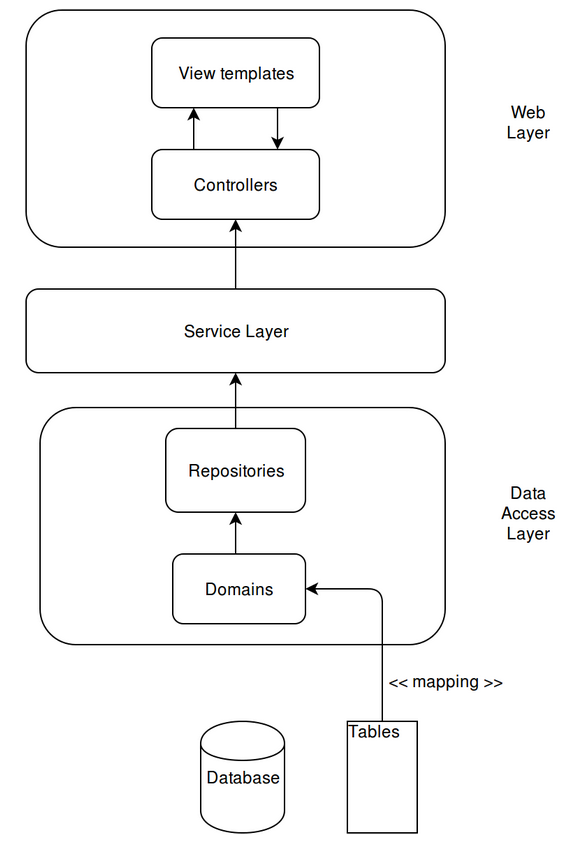 View templates
Web
Layer
Controllers
Service Layer
Repositories
Data
Access
Layer
Domains
<< mapping >>
Tables
Database